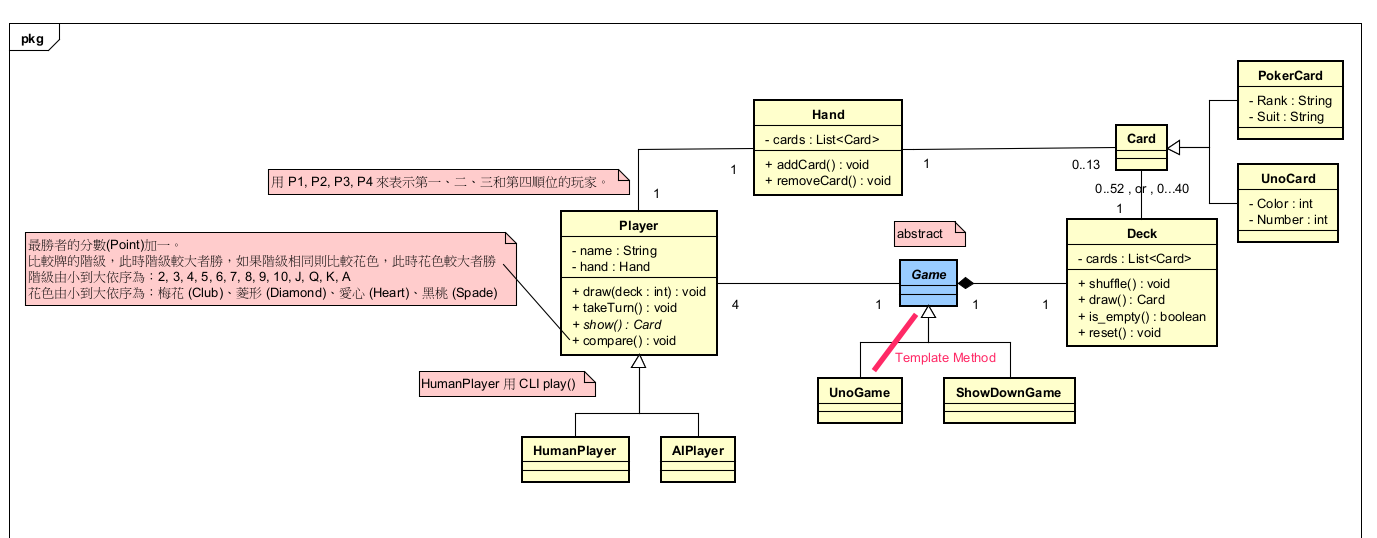 pkg
PokerCard
- Rank : String
- Suit : String
Hand
- cards : List<Card>
+ addCard() : void
+ removeCard() : void
Card
1
1
0..13
UnoCard
- Color : int
- Number : int
用 P1, P2, P3, P4 來表示第一、二、三和第四順位的玩家。
1
0..52 , or , 0...40
1
Player
- name : String
- hand : Hand
+ draw(deck : int) : void
+ takeTurn() : void
+ show() : Card
+ compare() : void
最勝者的分數(Point)加一。
比較牌的階級，此時階級較大者勝，如果階級相同則比較花色，此時花色較大者勝
階級由小到大依序為：2, 3, 4, 5, 6, 7, 8, 9, 10, J, Q, K, A
花色由小到大依序為：梅花 (Club)、菱形 (Diamond)、愛心 (Heart)、黑桃 (Spade)
abstract
Game
Deck
- cards : List<Card>
+ shuffle() : void
+ draw() : Card
+ is_empty() : boolean
+ reset() : void
4
1
1
1
Template Method
HumanPlayer 用 CLI play()
UnoGame
ShowDownGame
HumanPlayer
AIPlayer